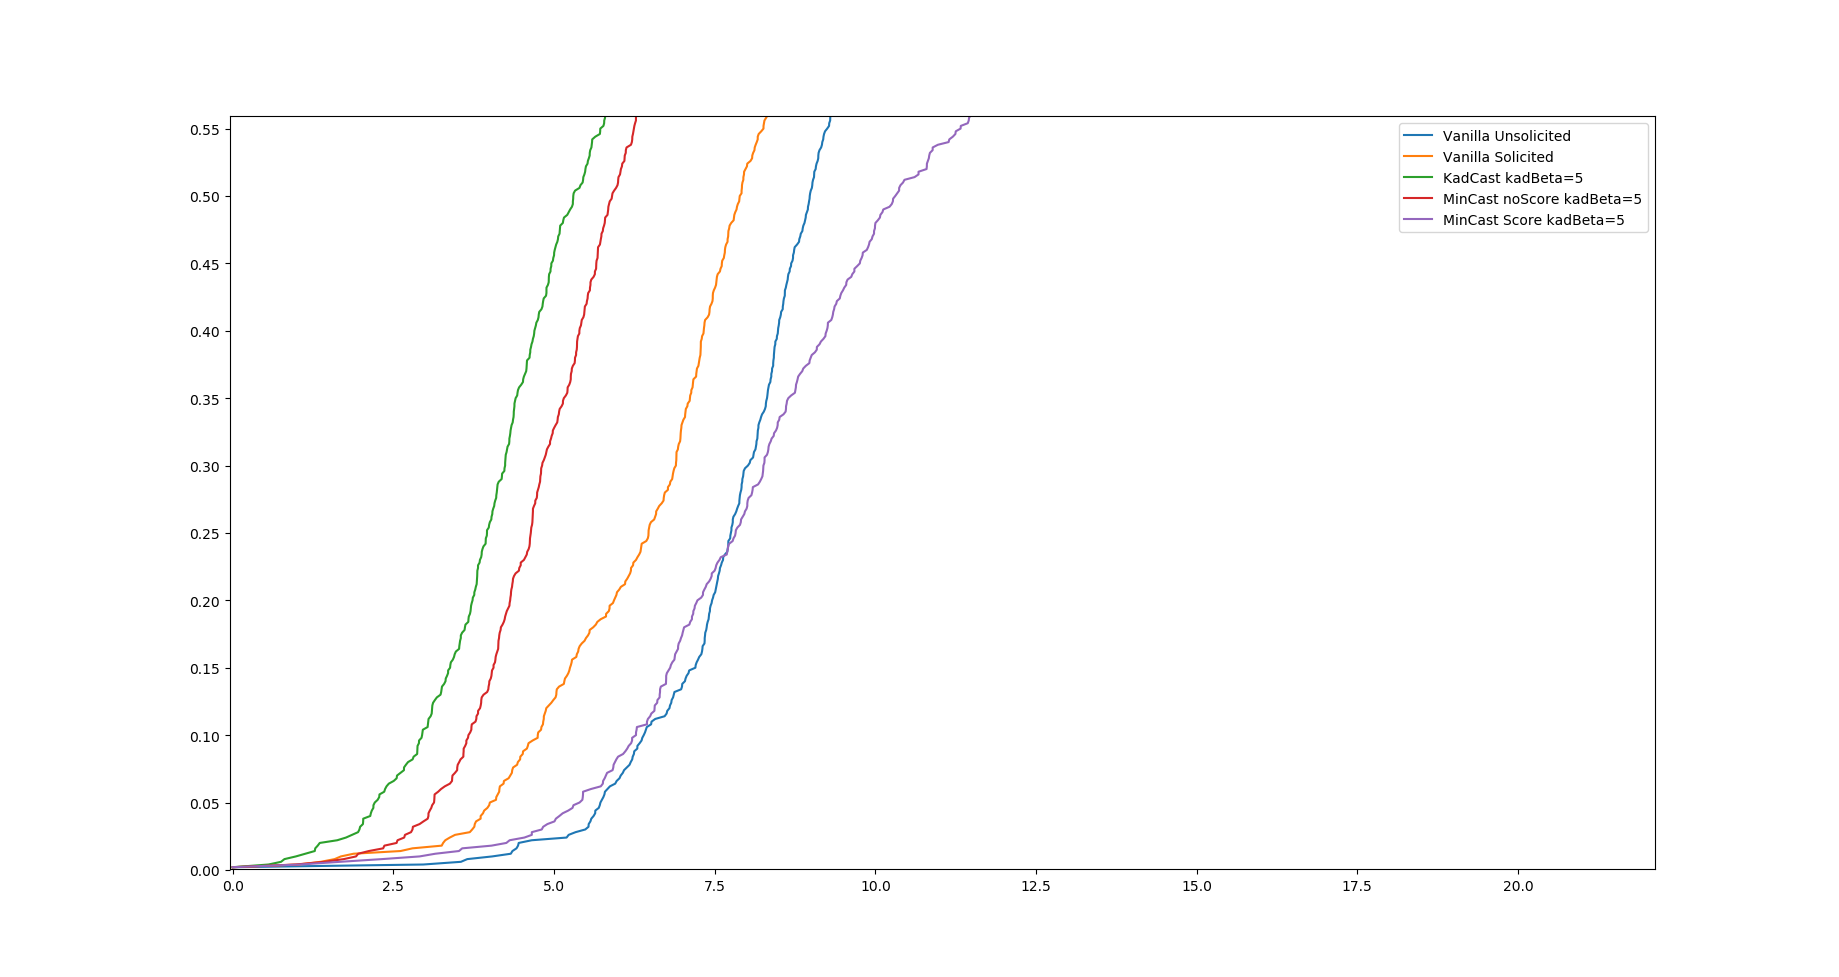 Vanilla Unsolicited
Vanilla Solicited
KadCast kadBeta=5
MinCast noScore kadBeta=5
MinCast Score kadBeta=5
0.55
0.50
0.45
0.40
0.35
0.30
0.25
0.20
0.15
0.10
0.05
0.00
0.0 2.5 5.0 7.5 10.0 12.5 15.0 17.5 20.0